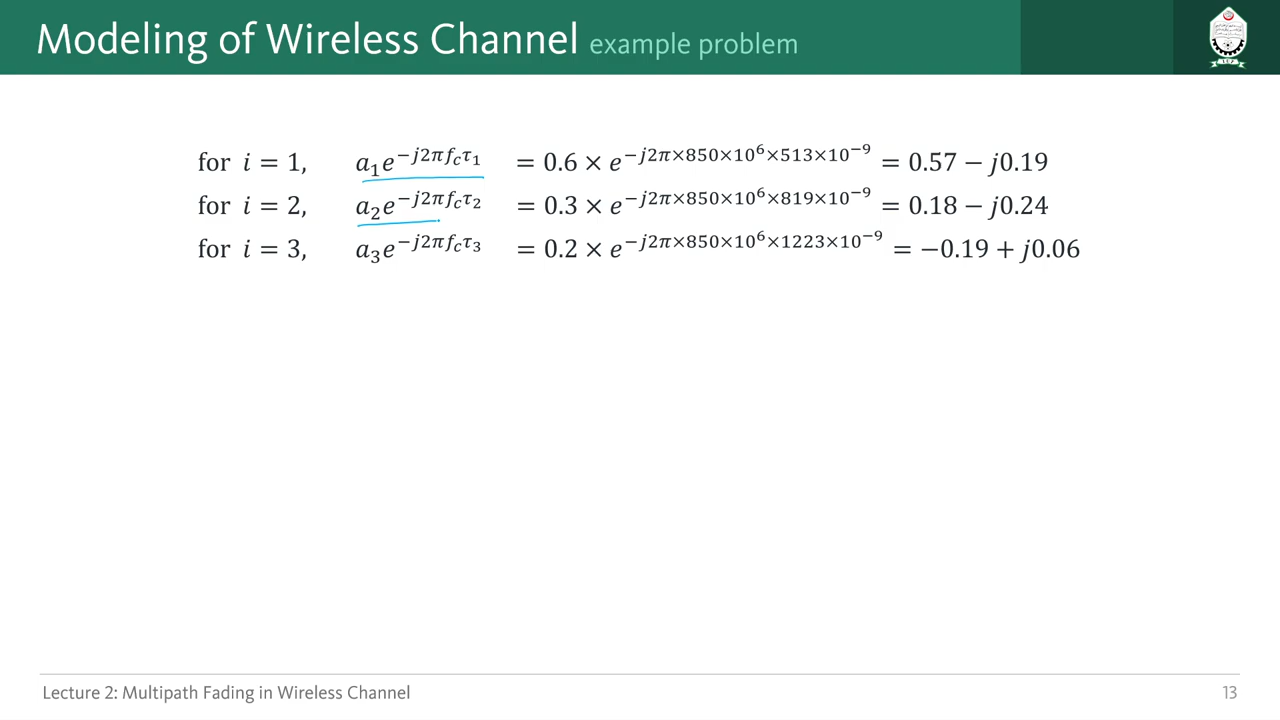 Modeling of Wireless Channel example problem
for i = 1, a₁e^{−j2πf_cτ₁} = 0.6 × e^{−j2π×850×10⁶×513×10⁻⁹} = 0.57 − j0.19
for i = 2, a₂e^{−j2πf_cτ₂} = 0.3 × e^{−j2π×850×10⁶×819×10⁻⁹} = 0.18 − j0.24
for i = 3, a₃e^{−j2πf_cτ₃} = 0.2 × e^{−j2π×850×10⁶×1223×10⁻⁹} = −0.19 + j0.06
Lecture 2: Multipath Fading in Wireless Channel 13